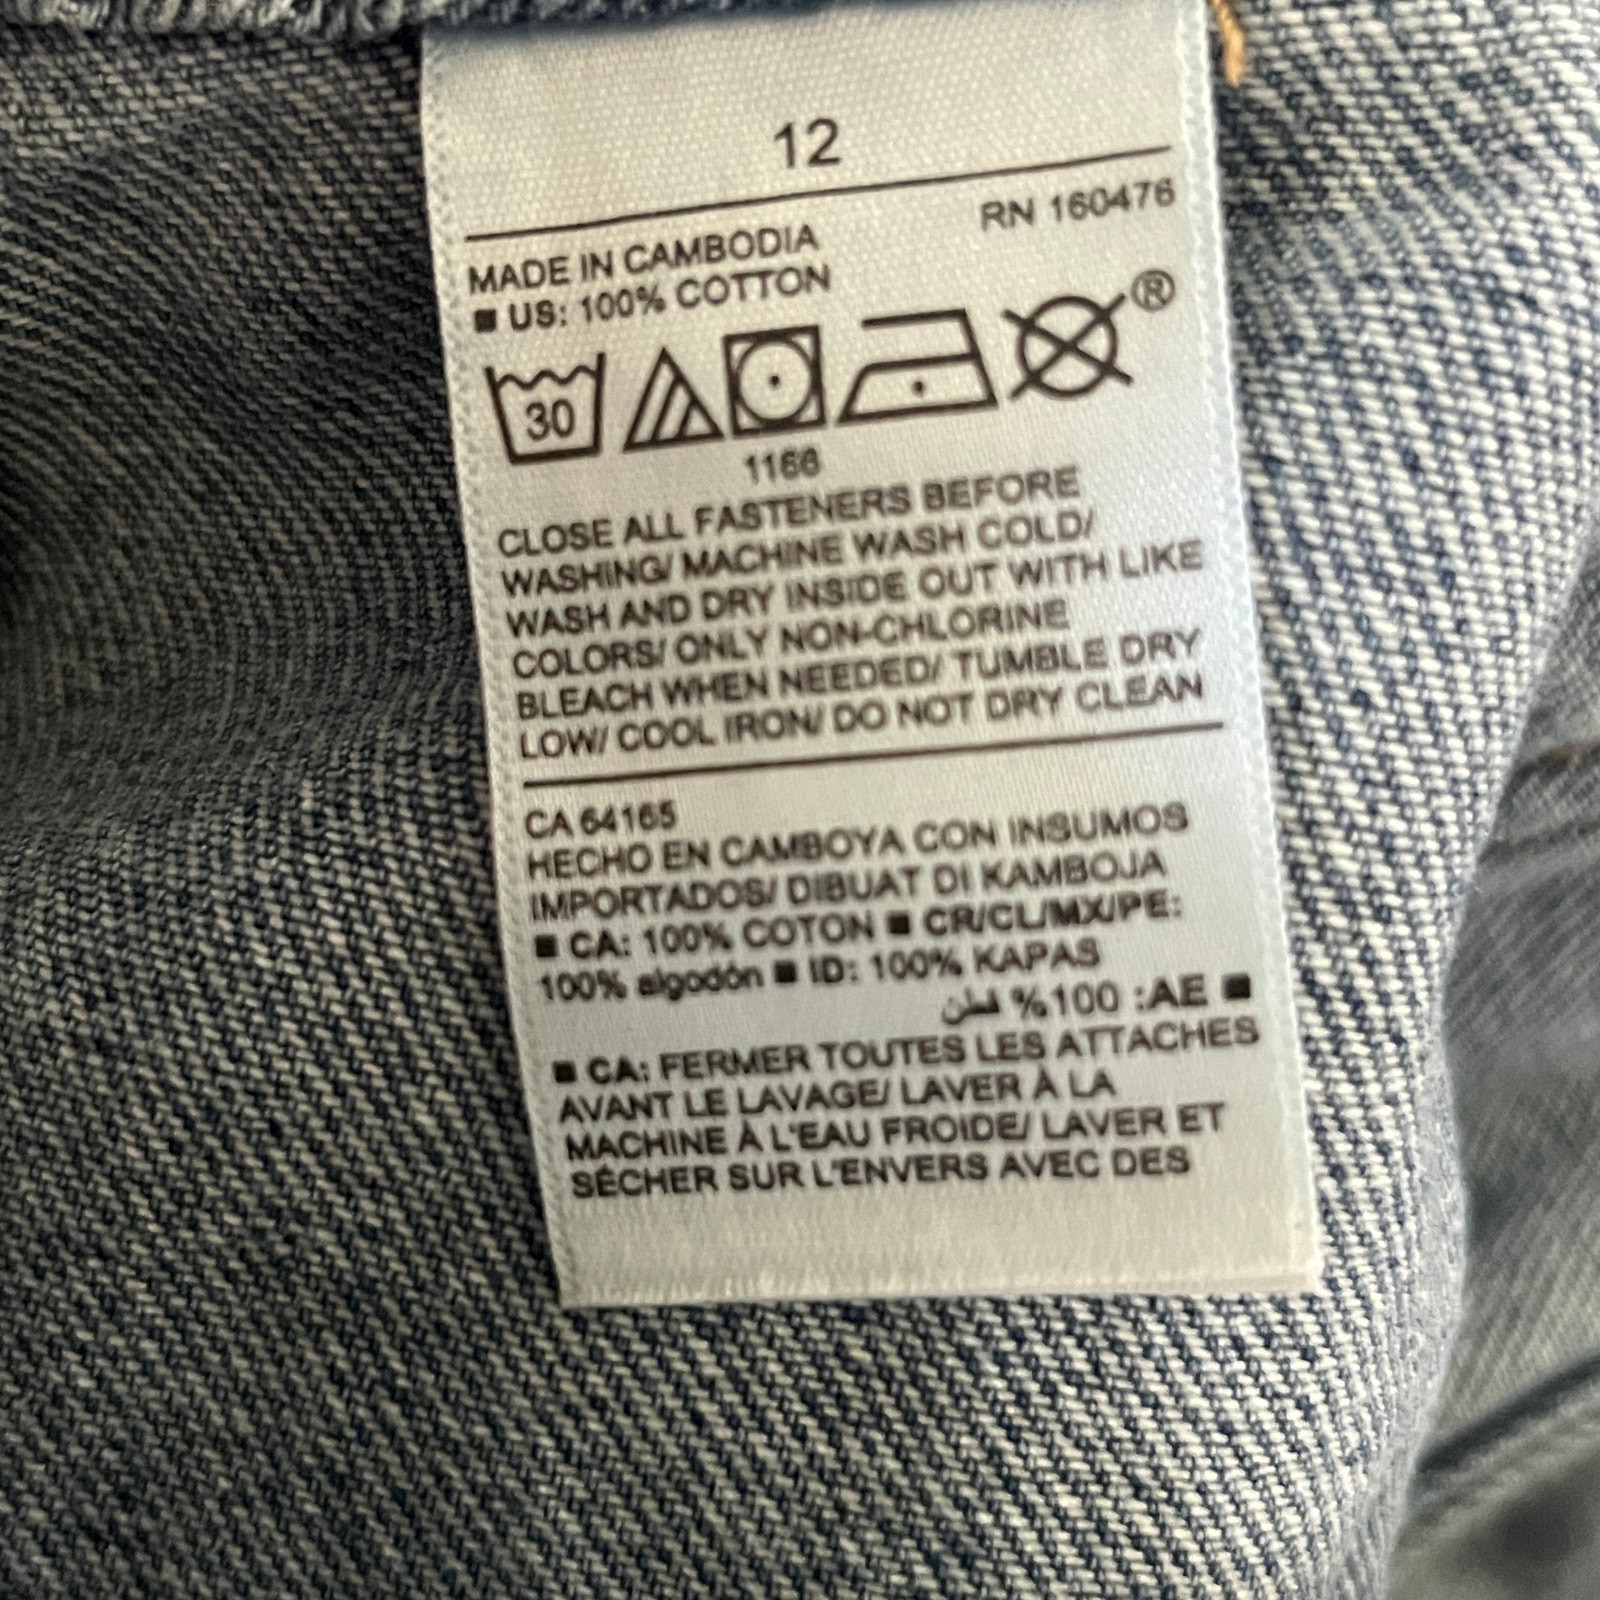 12
RN 160476
MADE IN CAMBODIA
■ US: 100% COTTON
®
30
1166
CLOSE ALL FASTENERS BEFORE
WASHING/ MACHINE WASH COLD/
WASH AND DRY INSIDE OUT WITH LIKE
COLORS/ ONLY NON-CHLORINE
BLEACH WHEN NEEDED/ TUMBLE DRY
LOW/ COOL IRON/ DO NOT DRY CLEAN
CA 64165
HECHO EN CAMBOYA CON INSUMOS
IMPORTADOS/ DIBUAT DI KAMBOJA
■ CA: 100% COTON ■ CR/CL/MX/PE:
100% algodón ■ ID: 100% KAPAS
■ AE: 100% قطن
■ CA: FERMER TOUTES LES ATTACHES
AVANT LE LAVAGE/ LAVER À LA
MACHINE À L'EAU FROIDE/ LAVER ET
SÉCHER SUR L'ENVERS AVEC DES